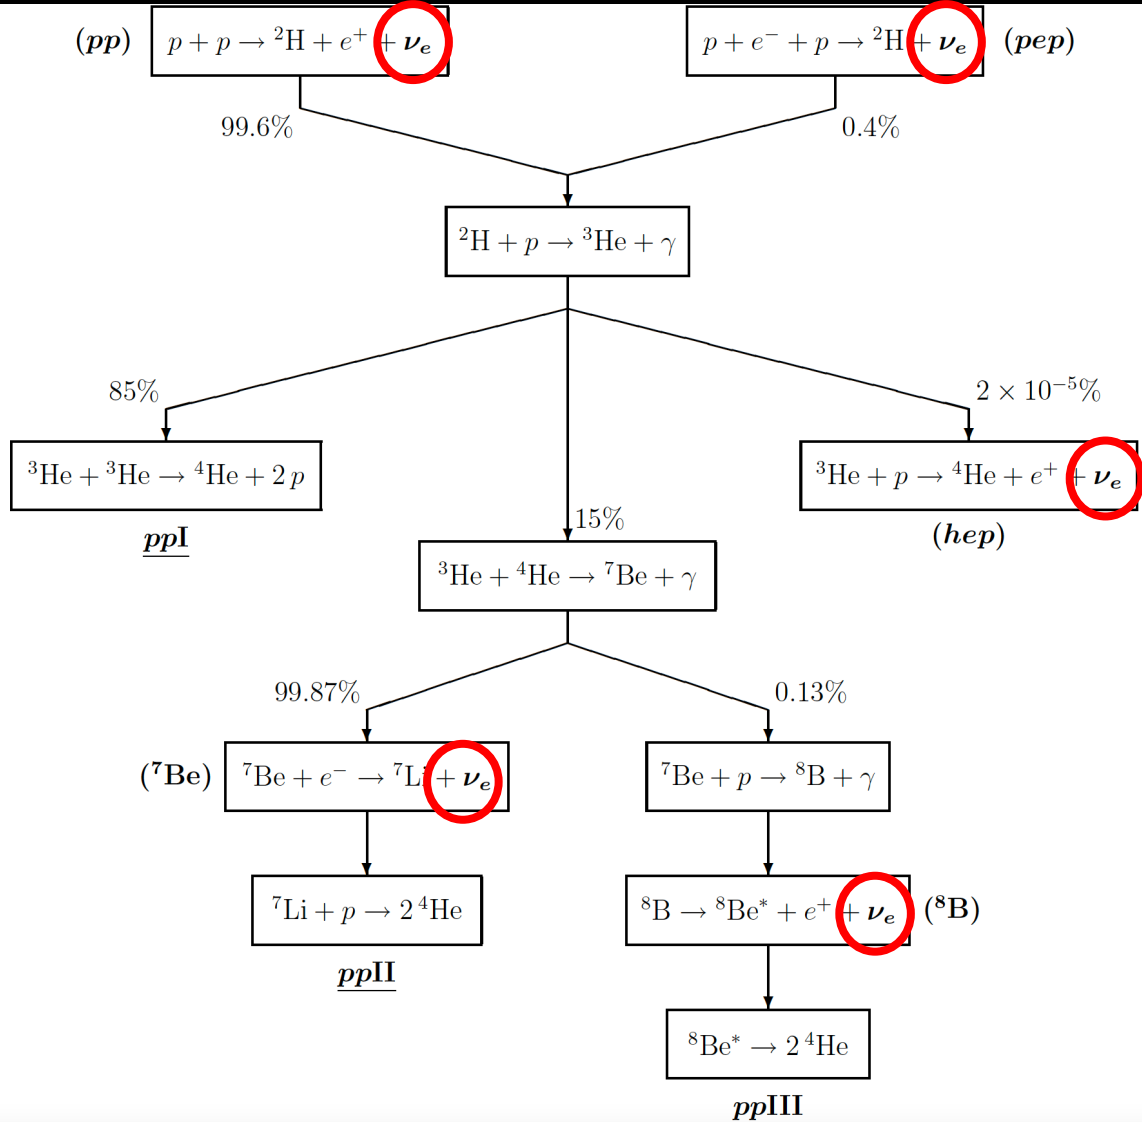 (pp) p + p → ²H + e⁺ + νₑ
p + e⁻ + p → ²H + νₑ (pep)
99.6%
0.4%
²H + p → ³He + γ
85%
2 × 10⁻⁵%
³He + ³He → ⁴He + 2 p
³He + p → ⁴He + e⁺ + νₑ
ppI
(hep)
15%
³He + ⁴He → ⁷Be + γ
99.87%
0.13%
(⁷Be) ⁷Be + e⁻ → ⁷Li + νₑ
⁷Be + p → ⁸B + γ
⁷Li + p → 2 ⁴He
⁸B → ⁸Be* + e⁺ + νₑ (⁸B)
ppII
⁸Be* → 2 ⁴He
ppIII